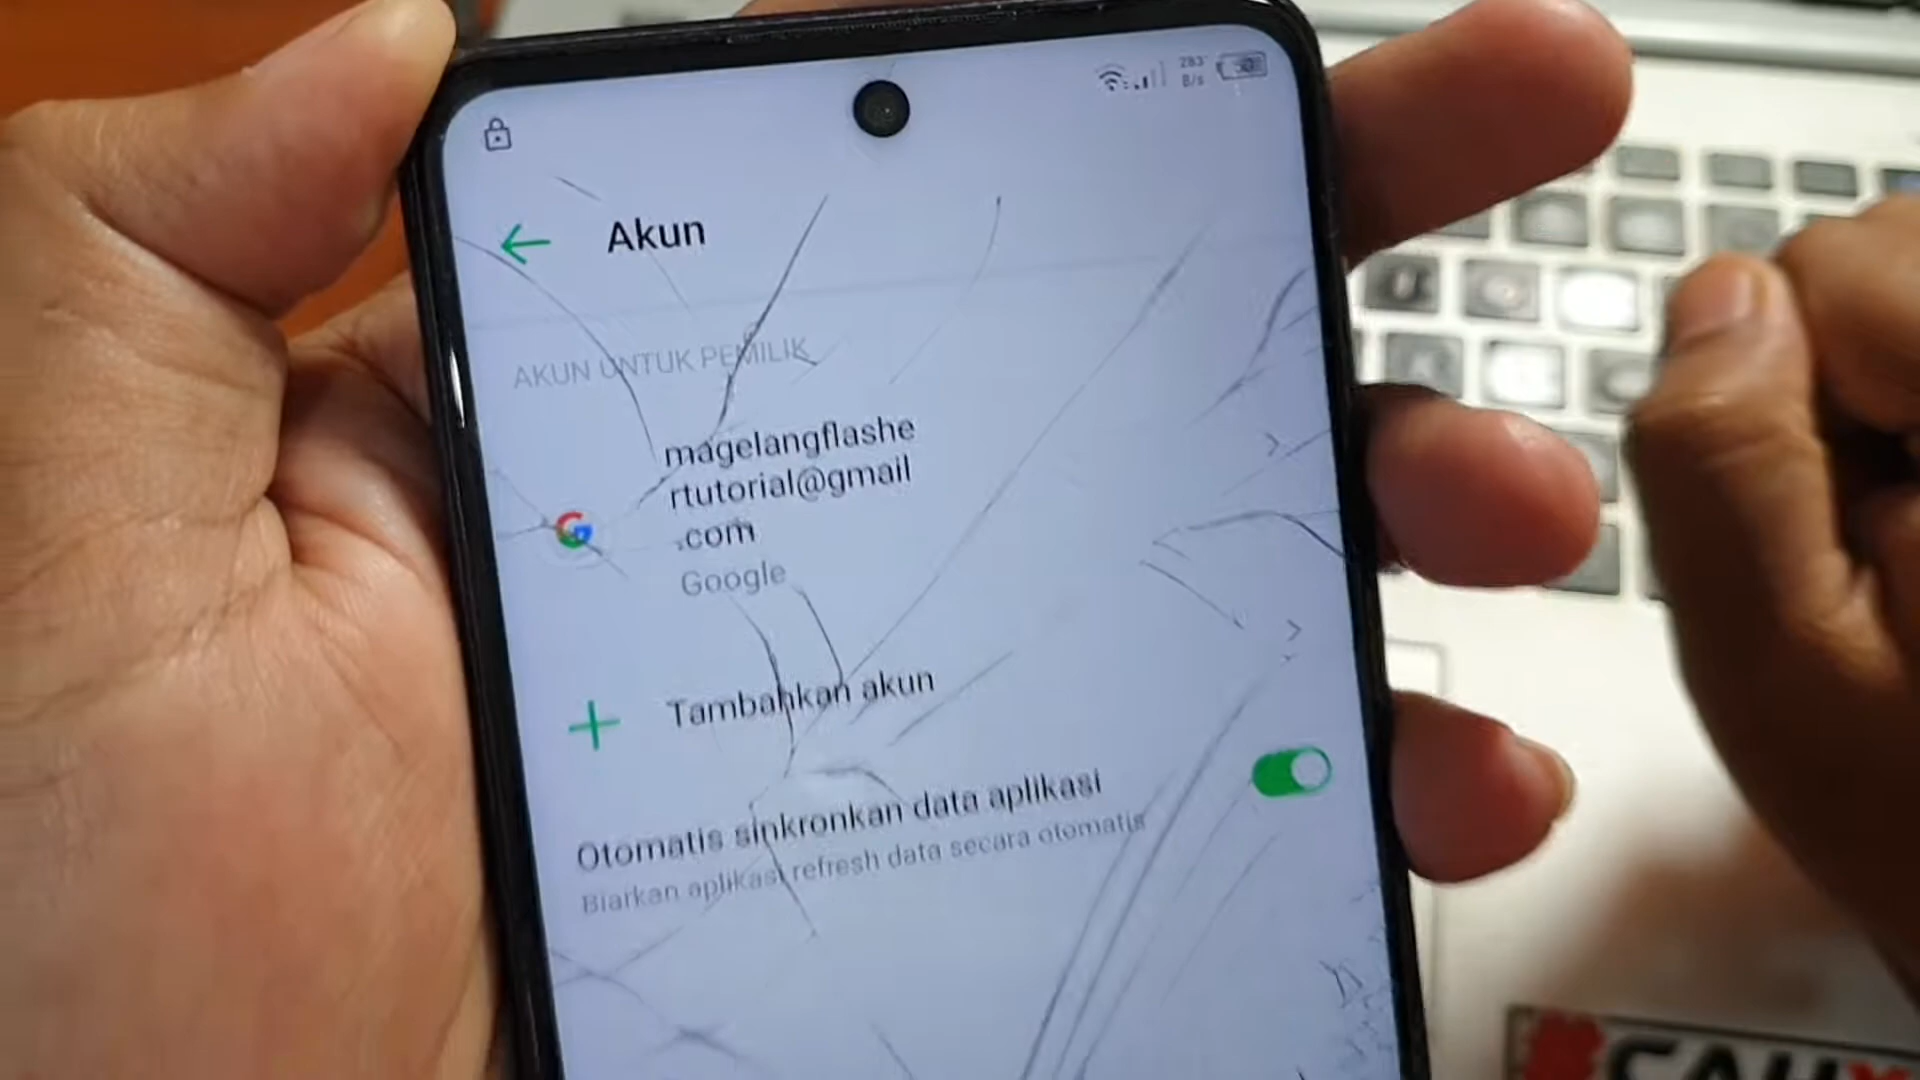 283
B/s
Akun
AKUN UNTUK PEMILIK
magelangflashe
rtutorial@gmail
.com
Google
Tambahkan akun
Otomatis sinkronkan data aplikasi
Biarkan aplikasi refresh data secara otomatis